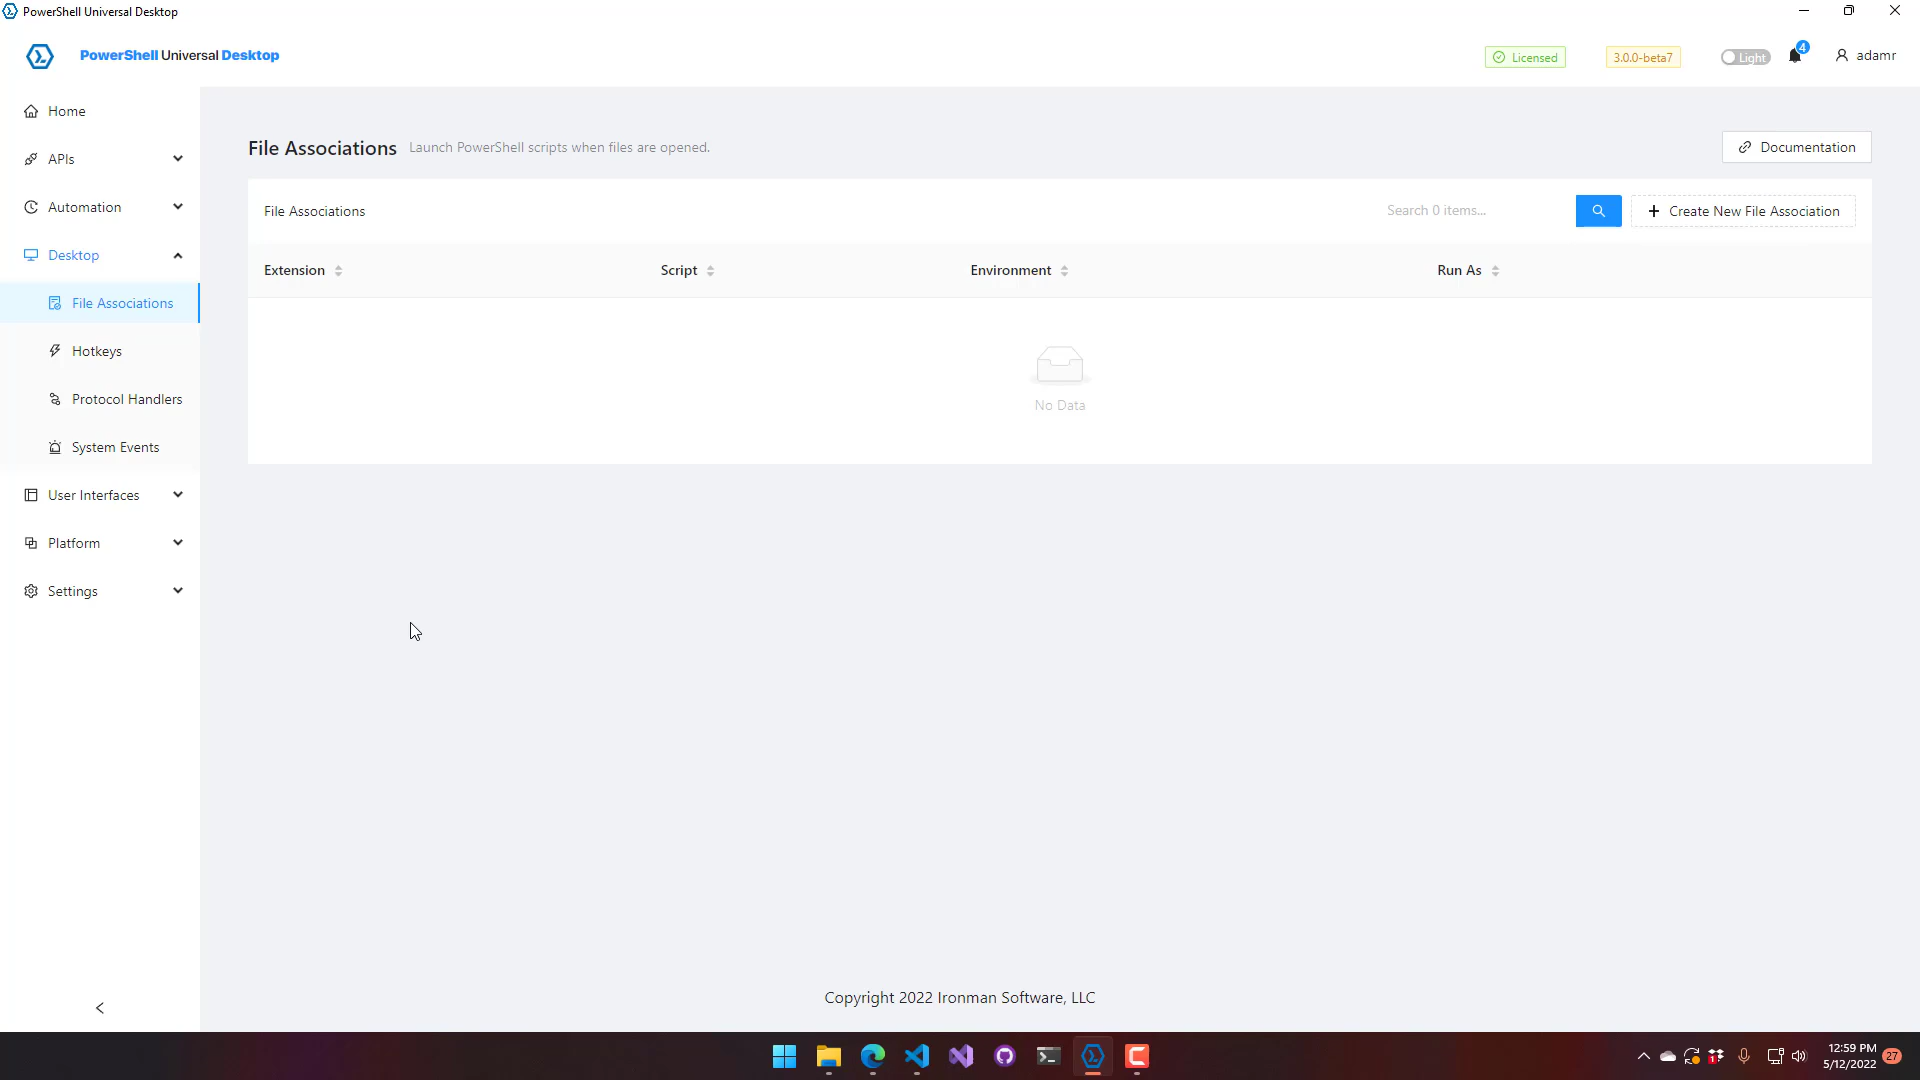 PowerShell Universal Desktop
PowerShell Universal Desktop
Licensed
3.0.0-beta7
Light
4
adamr
Home
APIs
Automation
Desktop
File Associations
Hotkeys
Protocol Handlers
System Events
User Interfaces
Platform
Settings
File Associations Launch PowerShell scripts when files are opened.
Documentation
File Associations
Search 0 items...
Create New File Association
Extension Script Environment Run As
No Data
Copyright 2022 Ironman Software, LLC
12:59 PM
5/12/2022
27
1